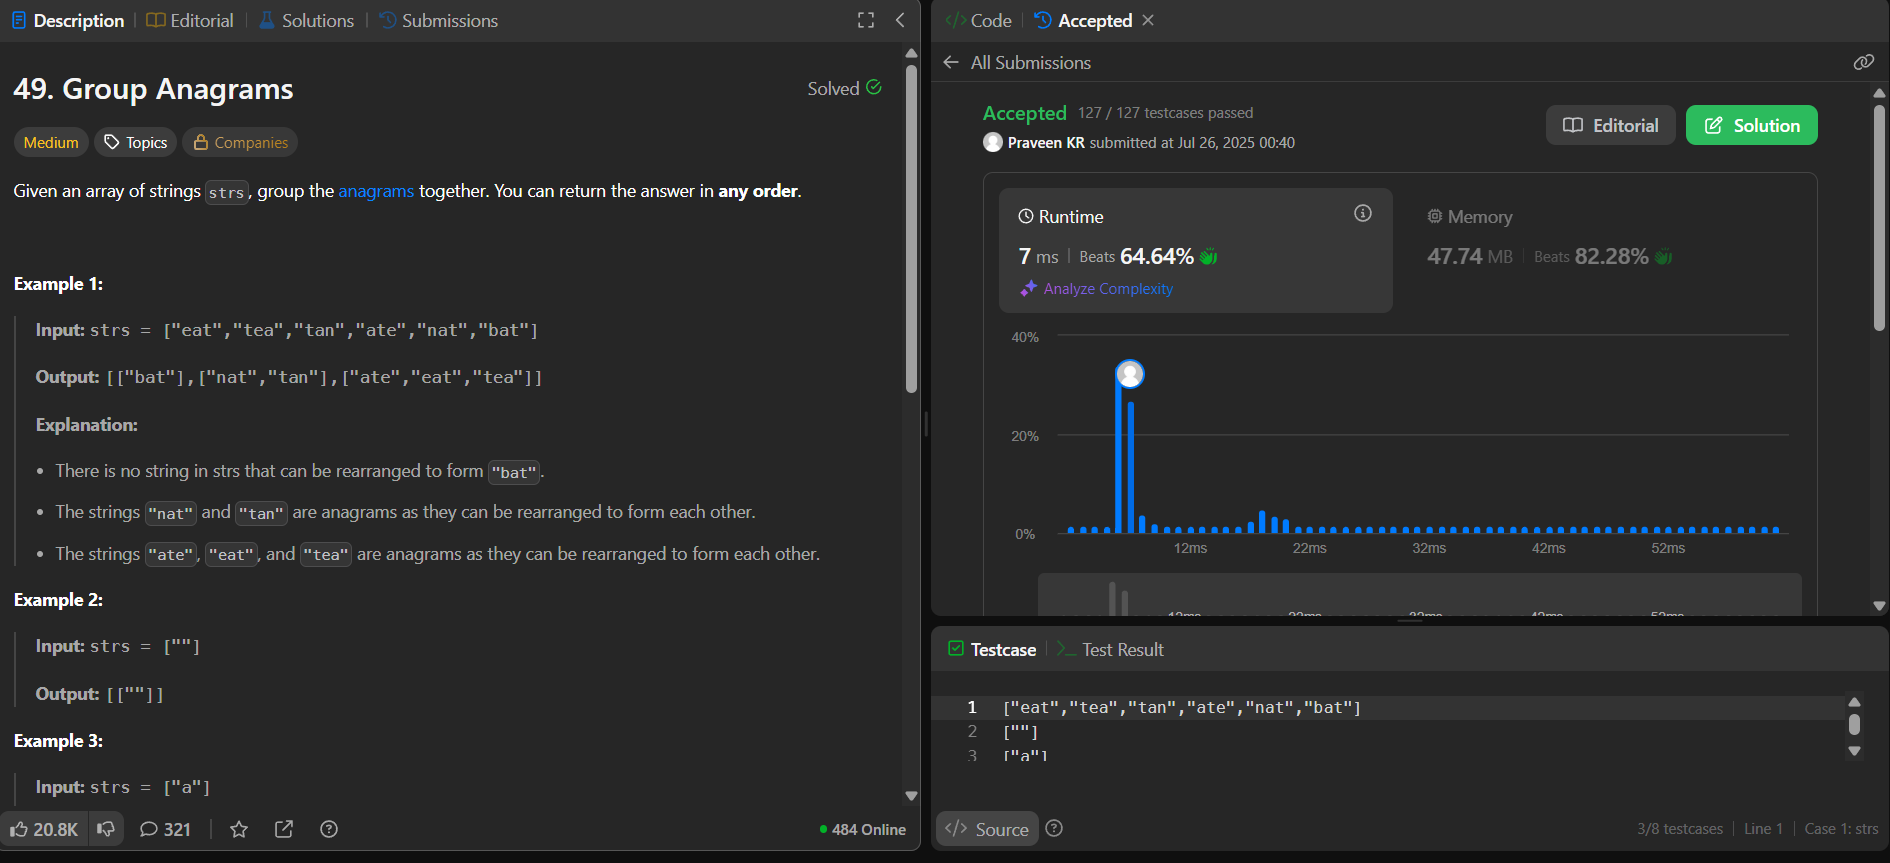 Description Editorial Solutions Submissions
49. Group Anagrams
Solved
Medium Topics Companies
Given an array of strings strs, group the anagrams together. You can return the answer in any order.
Example 1:
Input: strs = ["eat","tea","tan","ate","nat","bat"]
Output: [["bat"],["nat","tan"],["ate","eat","tea"]]
Explanation:
• There is no string in strs that can be rearranged to form "bat".
• The strings "nat" and "tan" are anagrams as they can be rearranged to form each other.
• The strings "ate", "eat", and "tea" are anagrams as they can be rearranged to form each other.
Example 2:
Input: strs = [""]
Output: [[""]]
Example 3:
Input: strs = ["a"]
20.8K 321
484 Online
</> Code Accepted
All Submissions
Accepted 127 / 127 testcases passed
Praveen KR submitted at Jul 26, 2025 00:40
Editorial Solution
Runtime
7 ms Beats 64.64%
Analyze Complexity
Memory
47.74 MB Beats 82.28%
40%
20%
0%
12ms 22ms 32ms 42ms 52ms
12ms 22ms 32ms 42ms 52ms
Testcase Test Result
1 ["eat","tea","tan","ate","nat","bat"]
2 [""]
3 ["a"]
</> Source
3/8 testcases Line 1 Case 1: strs